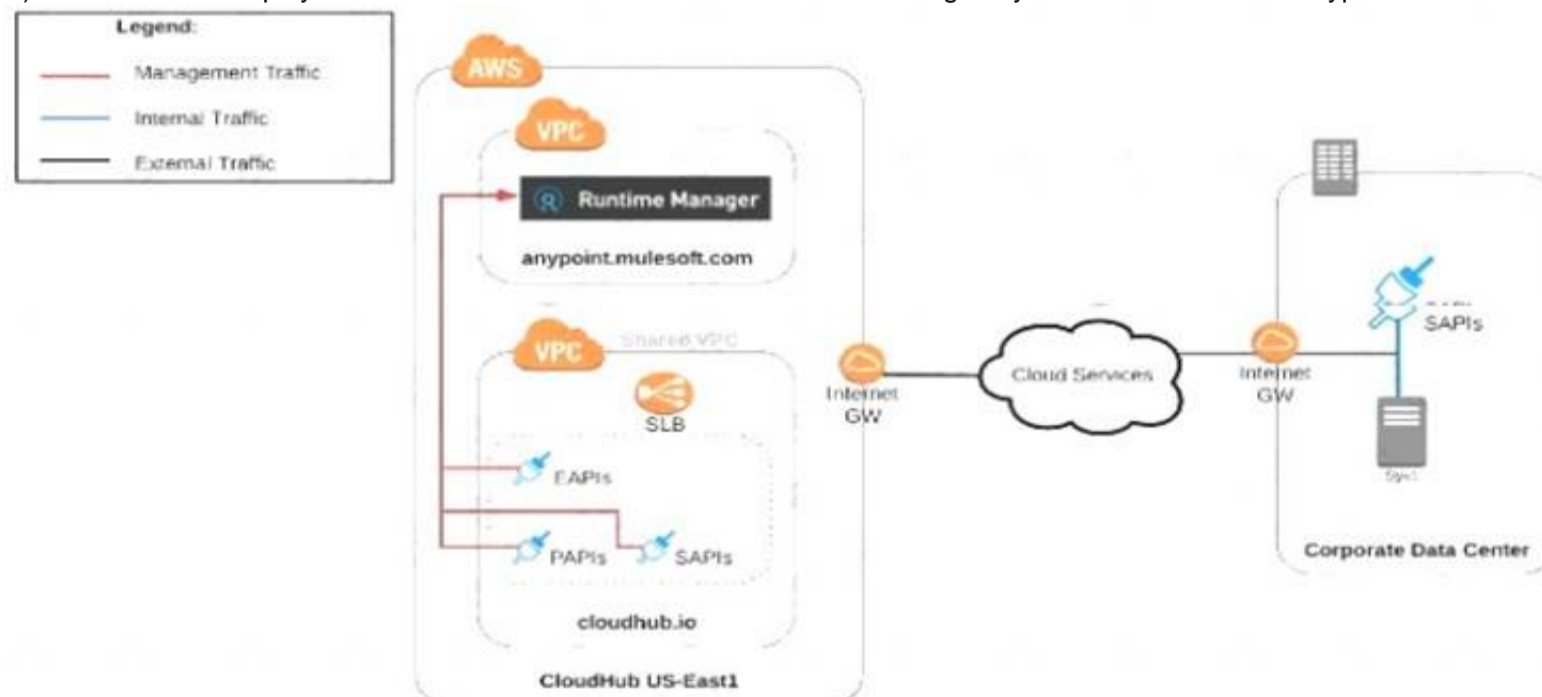 Legend:
Management Traffic
Internal Traffic
External Traffic
AWS
VPC
R Runtime Manager
anypoint.mulesoft.com
VPC
Shared VPC
SLB
EAPIs
PAPIs
SAPIs
cloudhub.io
CloudHub US-East1
Internet
GW
Cloud Services
Internet
GW
SAPIs
Corporate Data Center